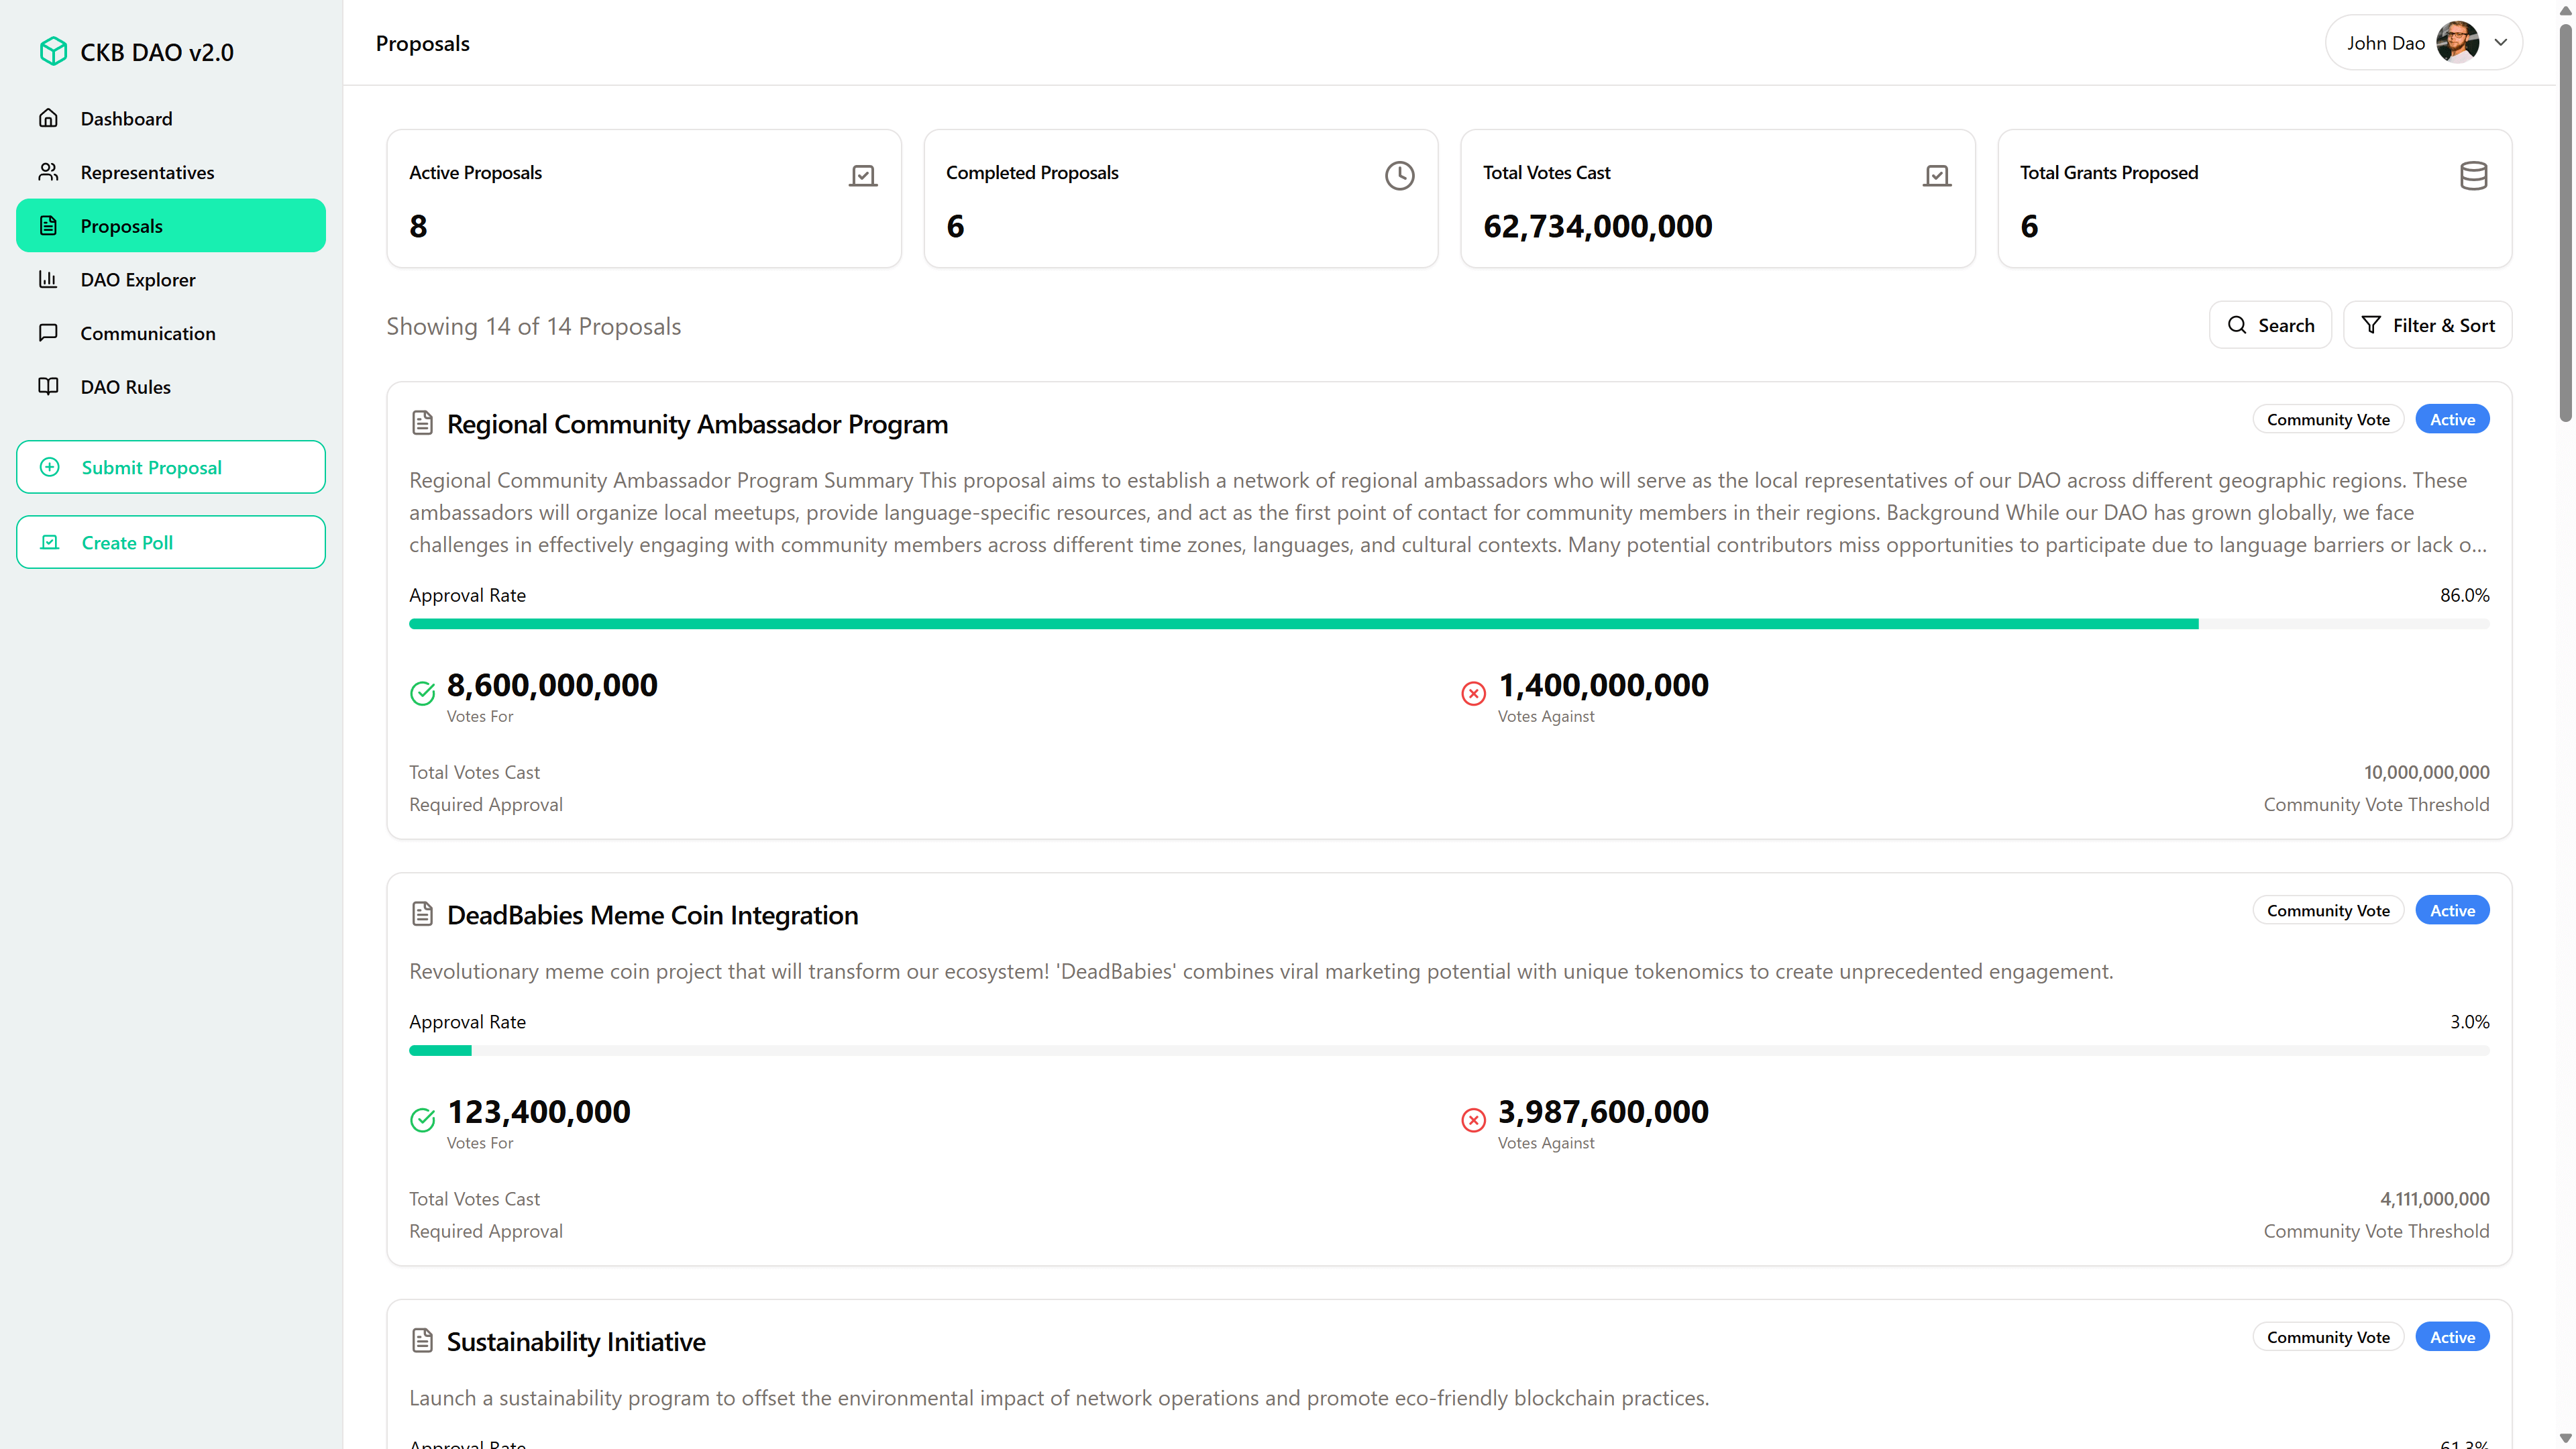 CKB DAO v2.0
Dashboard
Representatives
Proposals
DAO Explorer
Communication
DAO Rules
Submit Proposal
Create Poll
Proposals
John Dao
Active Proposals
8
Completed Proposals
6
Total Votes Cast
62,734,000,000
Total Grants Proposed
6
Showing 14 of 14 Proposals
Search
Filter & Sort
Regional Community Ambassador Program
Community Vote
Active
Regional Community Ambassador Program Summary This proposal aims to establish a network of regional ambassadors who will serve as the local representatives of our DAO across different geographic regions. These
ambassadors will organize local meetups, provide language-specific resources, and act as the first point of contact for community members in their regions. Background While our DAO has grown globally, we face
challenges in effectively engaging with community members across different time zones, languages, and cultural contexts. Many potential contributors miss opportunities to participate due to language barriers or lack o...
Approval Rate
86.0%
8,600,000,000
Votes For
1,400,000,000
Votes Against
Total Votes Cast
10,000,000,000
Required Approval
Community Vote Threshold
DeadBabies Meme Coin Integration
Community Vote
Active
Revolutionary meme coin project that will transform our ecosystem! 'DeadBabies' combines viral marketing potential with unique tokenomics to create unprecedented engagement.
Approval Rate
3.0%
123,400,000
Votes For
3,987,600,000
Votes Against
Total Votes Cast
4,111,000,000
Required Approval
Community Vote Threshold
Sustainability Initiative
Community Vote
Active
Launch a sustainability program to offset the environmental impact of network operations and promote eco-friendly blockchain practices.
Approval Rate
61.3%